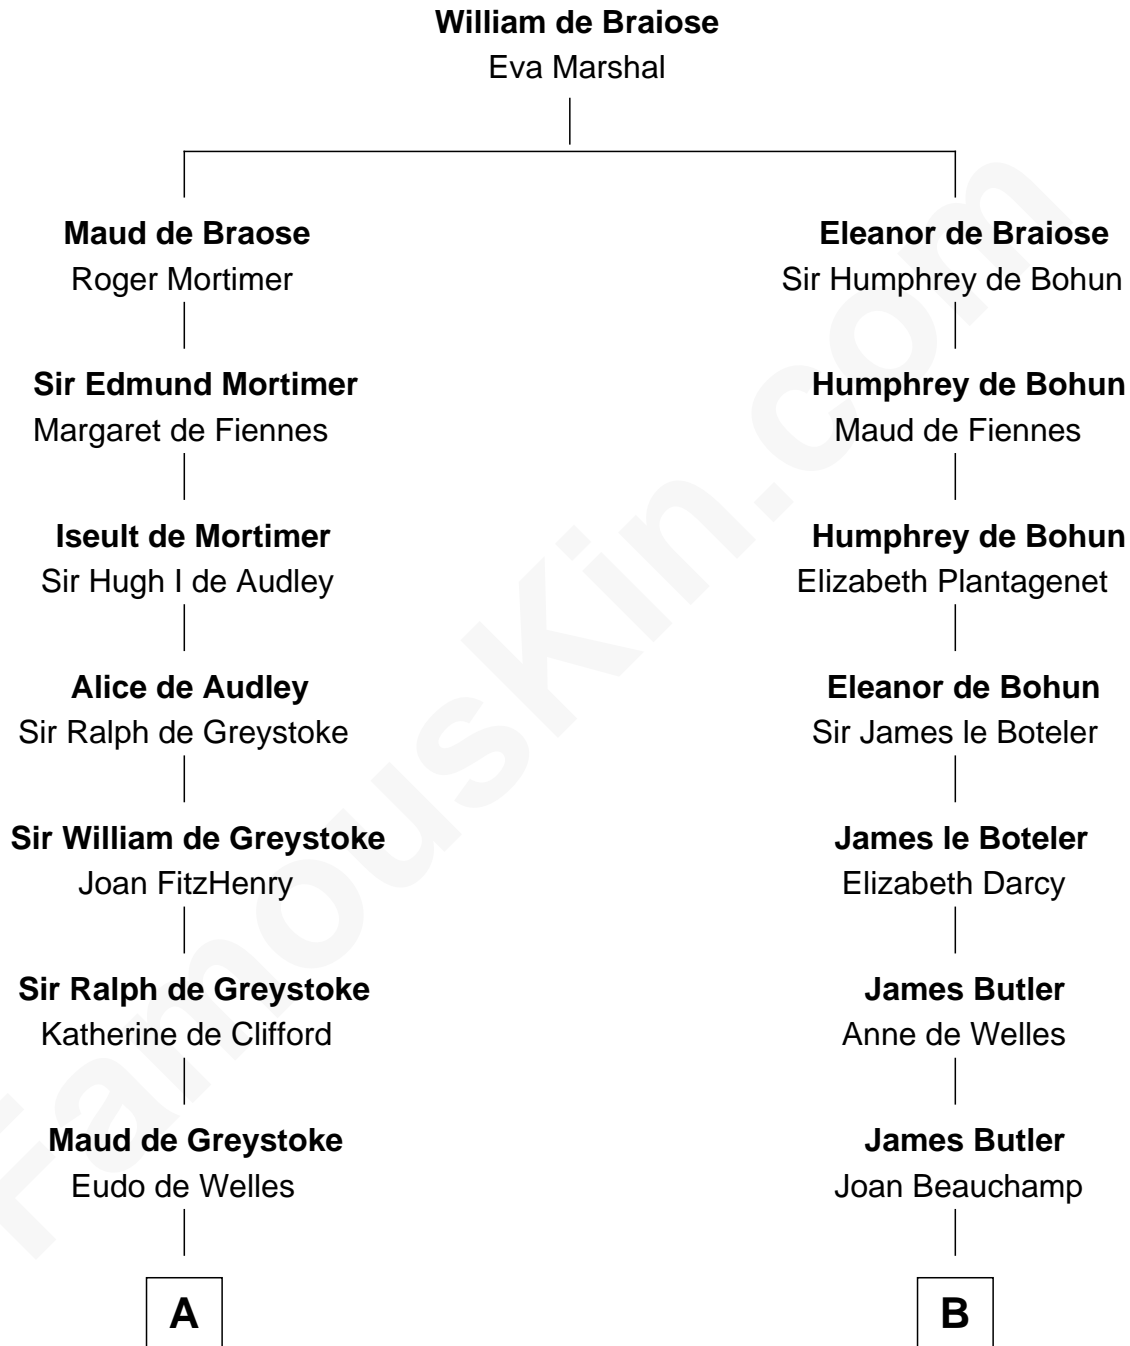 William de Braiose
Eva Marshal
Maud de Braose
Roger Mortimer
Eleanor de Braiose
Sir Humphrey de Bohun
Sir Edmund Mortimer
Margaret de Fiennes
Humphrey de Bohun
Maud de Fiennes
Iseult de Mortimer
Sir Hugh I de Audley
Humphrey de Bohun
Elizabeth Plantagenet
Alice de Audley
Sir Ralph de Greystoke
Eleanor de Bohun
Sir James le Boteler
Sir William de Greystoke
Joan FitzHenry
James le Boteler
Elizabeth Darcy
Sir Ralph de Greystoke
Katherine de Clifford
James Butler
Anne de Welles
Maud de Greystoke
Eudo de Welles
James Butler
Joan Beauchamp
A
B
FamousKin.com